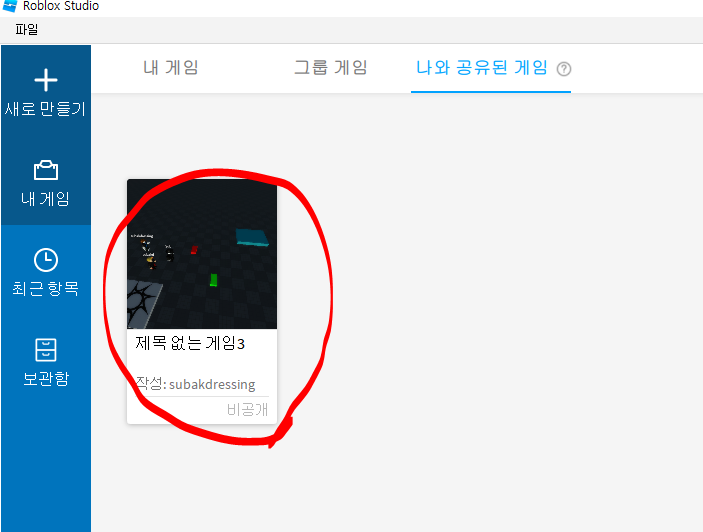 Roblox Studio
파일
새로 만들기
내 게임
최근 항목
보관함
내 게임
그룹 게임
나와 공유된 게임 ?
제목 없는 게임3
작성: subakdressing
비공개